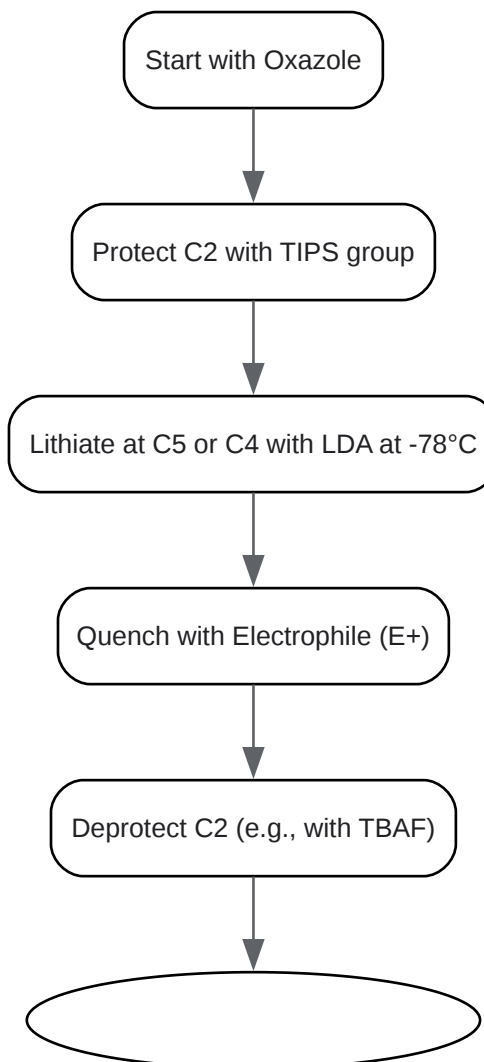 Start with Oxazole
Protect C2 with TIPS group
Lithiate at C5 or C4 with LDA at -78°C
Quench with Electrophile (E+)
Deprotect C2 (e.g., with TBAF)